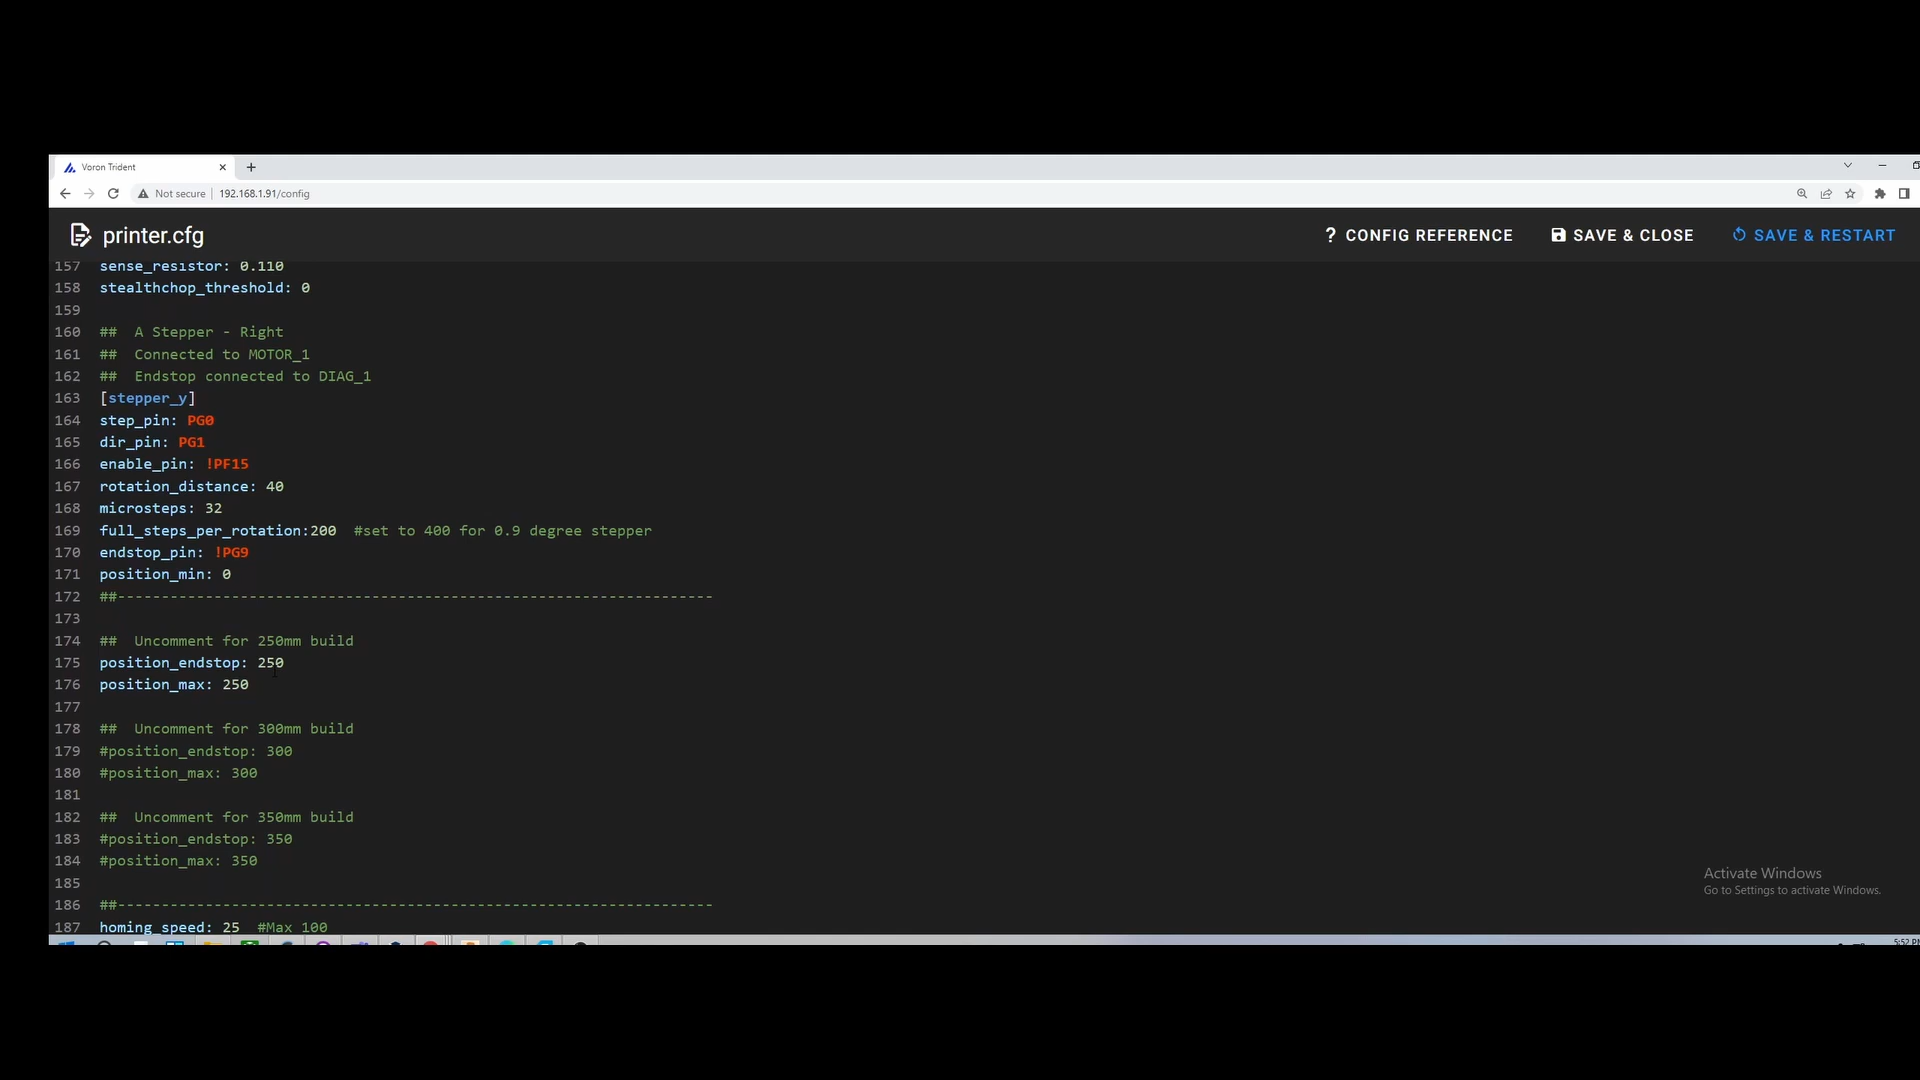 Voron Trident
Not secure | 192.168.1.91/config
printer.cfg
? CONFIG REFERENCE
SAVE & CLOSE
SAVE & RESTART
157 sense_resistor: 0.110
158 stealthchop_threshold: 0
159
160 ##  A Stepper - Right
161 ##  Connected to MOTOR_1
162 ##  Endstop connected to DIAG_1
163 [stepper_y]
164 step_pin: PG0
165 dir_pin: PG1
166 enable_pin: !PF15
167 rotation_distance: 40
168 microsteps: 32
169 full_steps_per_rotation:200  #set to 400 for 0.9 degree stepper
170 endstop_pin: !PG9
171 position_min: 0
172 ##--------------------------------------------------------------------
173
174 ##  Uncomment for 250mm build
175 position_endstop: 250
176 position_max: 250
177
178 ##  Uncomment for 300mm build
179 #position_endstop: 300
180 #position_max: 300
181
182 ##  Uncomment for 350mm build
183 #position_endstop: 350
184 #position_max: 350
185
186 ##--------------------------------------------------------------------
187 homing_speed: 25  #Max 100
Activate Windows
Go to Settings to activate Windows.
5:52 PM